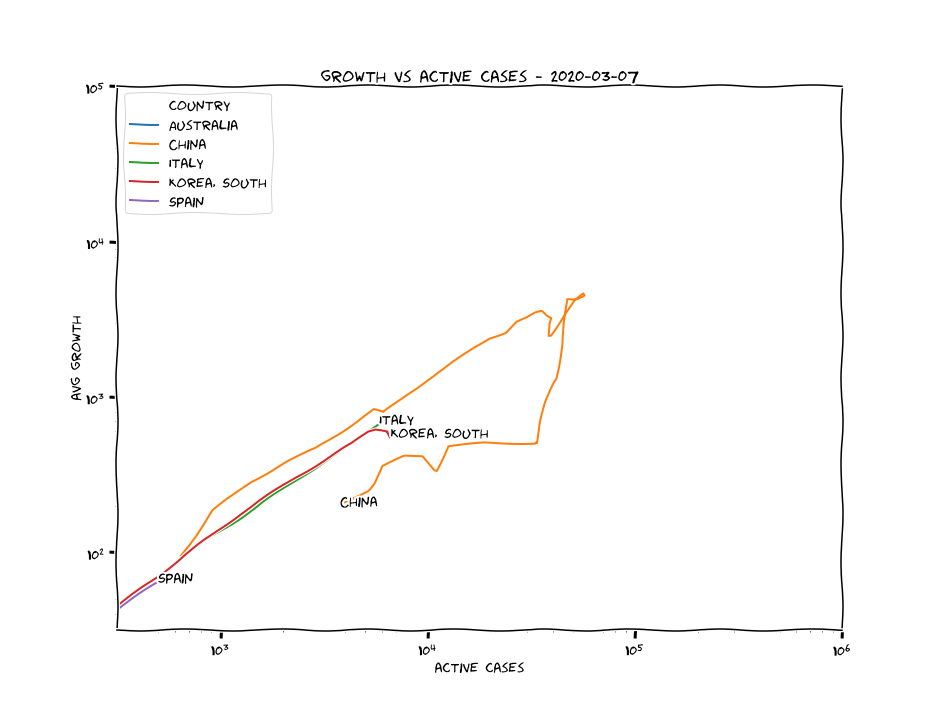 GROWTH VS ACTIVE CASES - 2020-03-07
10⁵
COUNTRY
AUSTRALIA
CHINA
ITALY
KOREA, SOUTH
SPAIN
10⁴
AVG GROWTH
10³
ITALY
KOREA, SOUTH
CHINA
10²
SPAIN
10³ 10⁴ 10⁵ 10⁶
ACTIVE CASES